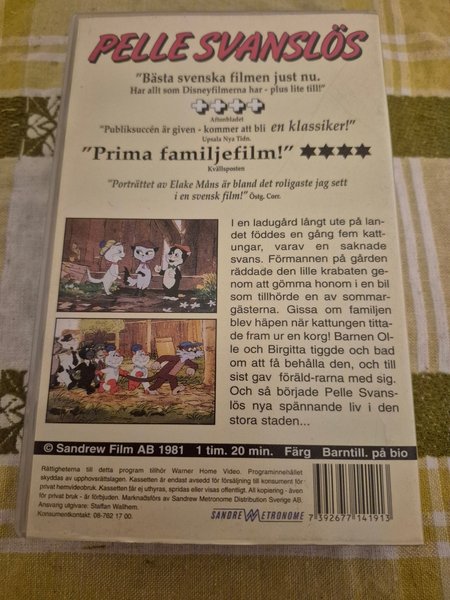 PELLE SVANSLÖS
"Bästa svenska filmen just nu.
Har allt som Disneyfilmerna har - plus lite till!"
Aftonbladet
"Publiksuccén är given - kommer att bli en klassiker!"
Upsala Nya Tidn.
"Prima familjefilm!"
Kvällsposten
"Porträttet av Elake Måns är bland det roligaste jag sett
i en svensk film!" Östg. Corr.
I en ladugård långt ute på lan-
det föddes en gång fem katt-
ungar, varav en saknade
svans. Förmannen på gården
räddade den lille krabaten ge-
nom att gömma honom i en bil
som tillhörde en av sommar-
gästerna. Gissa om familjen
blev häpen när kattungen titta-
de fram ur en korg! Barnen Ol-
le och Birgitta tiggde och bad
om att få behålla den, och till
sist gav föräld-rarna med sig.
Och så började Pelle Svans-
lös nya spännande liv i den
stora staden...
© Sandrew Film AB 1981 1 tim. 20 min. Färg Barntill. på bio
Rättigheterna till detta program tillhör Warner Home Video. Programinnehållet
skyddas av upphovsrättslagen. Kassetten är endast avsedd för försäljning till konsument för
privat hemvideobruk. Kassetten får ej uthyras, spridas eller visas offentligt. All kopiering - även
för privat bruk - är förbjuden. Marknadsförs av Sandrew Metronome Distribution Sverige AB.
Ansvarig utgivare: Staffan Wallhem.
Konsumentkontakt: 08-762 17 00.
SANDREW METRONOME
7 392677 141913